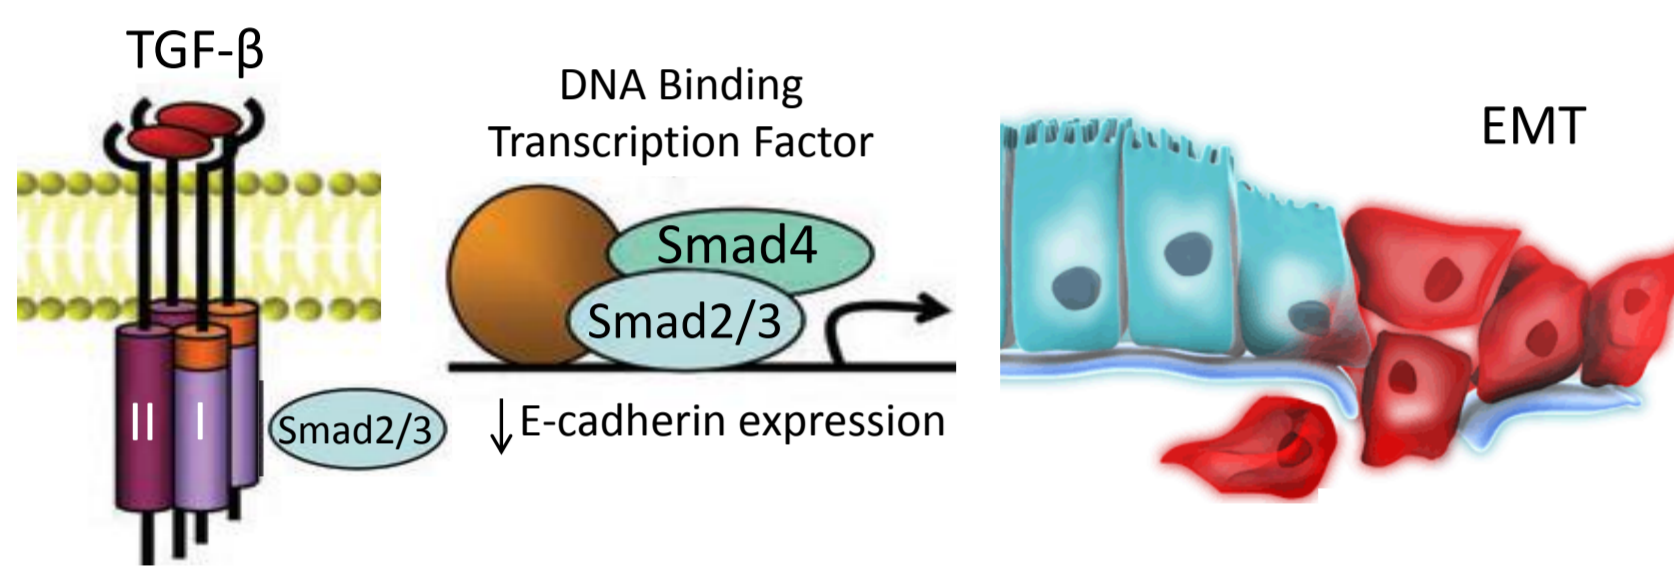 TGF-β
II
I
Smad2/3
DNA Binding
Transcription Factor
Smad4
Smad2/3
↓ E-cadherin expression
EMT